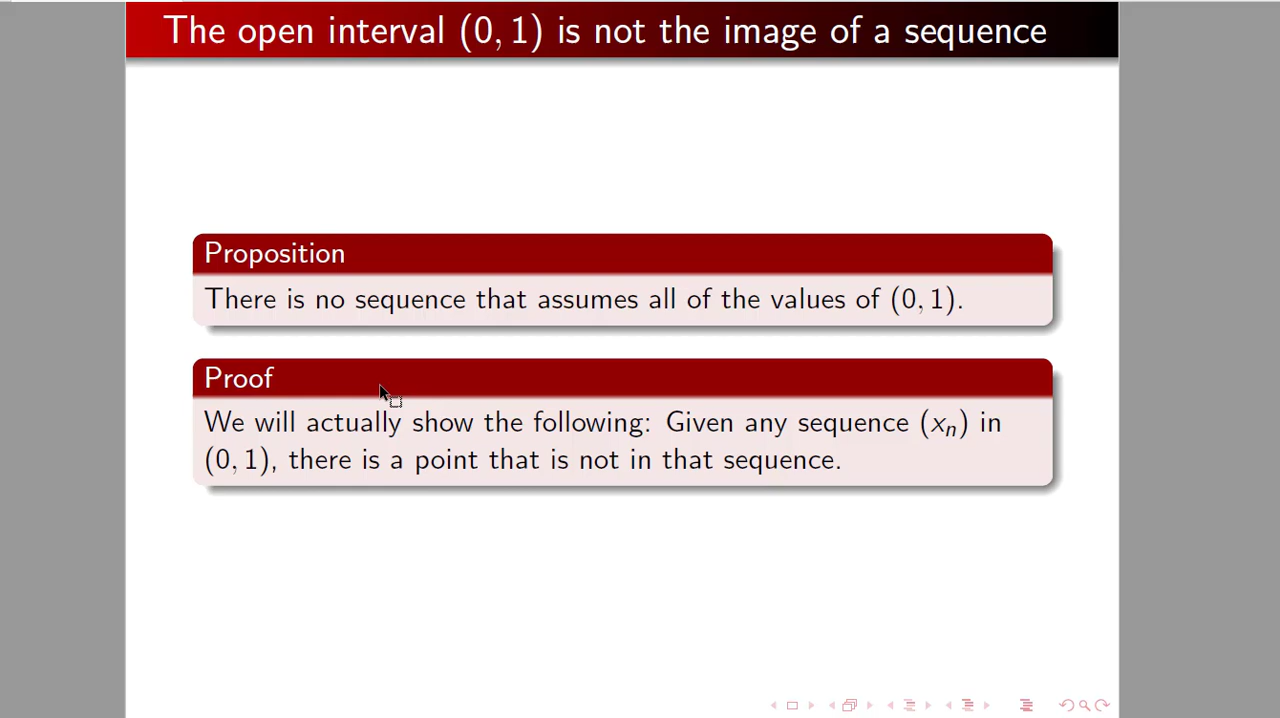 The open interval (0, 1) is not the image of a sequence
Proposition
There is no sequence that assumes all of the values of (0, 1).
Proof
We will actually show the following: Given any sequence (xₙ) in
(0, 1), there is a point that is not in that sequence.